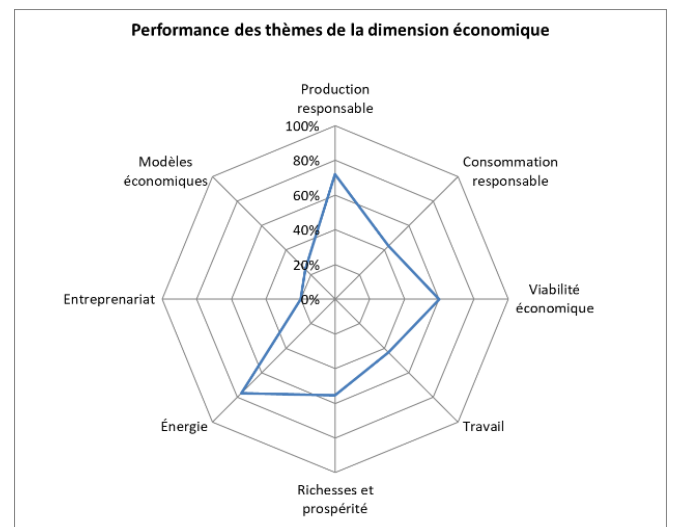 Performance des thèmes de la dimension économique
Production
responsable
100%
80%
60%
40%
20%
0%
Modèles
économiques
Consommation
responsable
Entreprenariat
Viabilité
économique
Énergie
Travail
Richesses et
prospérité